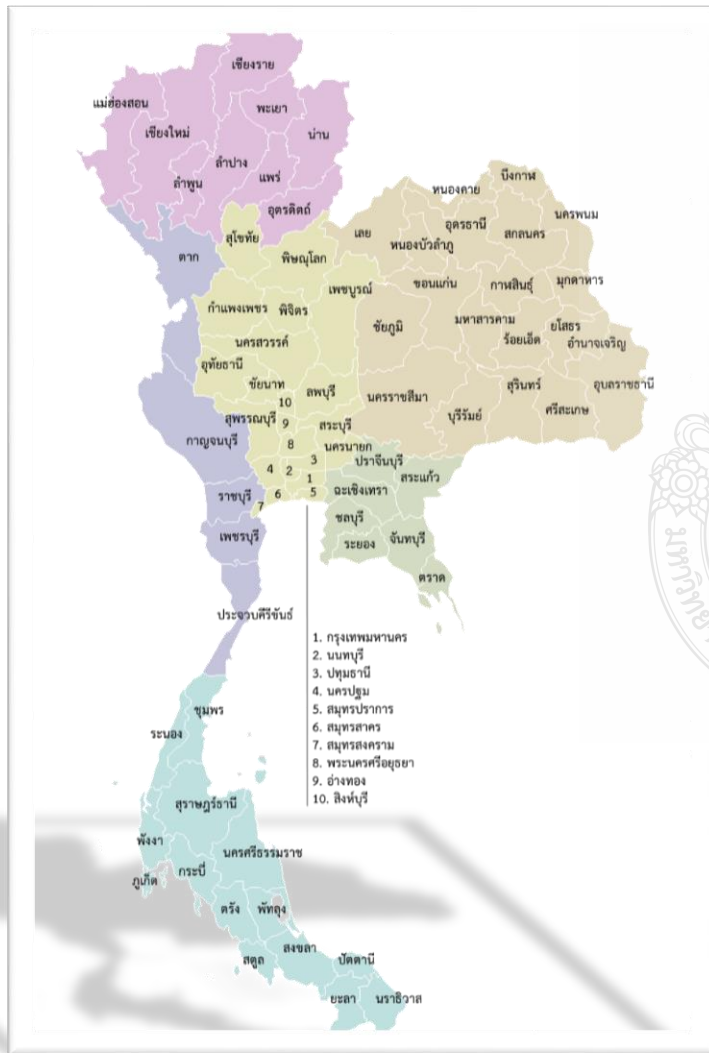 เชียงราย
แม่ฮ่องสอน
พะเยา
เชียงใหม่
น่าน
ลำปาง
แพร่
ลำพูน
อุตรดิตถ์
บึงกาฬ
หนองคาย
นครพนม
เลย
อุดรธานี
สกลนคร
สุโขทัย
หนองบัวลำภู
ตาก
พิษณุโลก
เพชบูรณ์
ขอนแก่น
กาฬสินธุ์
มุกดาหาร
กำแพงเพชร
พิจิตร
ชัยภูมิ
มหาสารคาม
ยโสธร
ร้อยเอ็ด
อำนาจเจริญ
นครสวรรค์
อุทัยธานี
ชัยนาท
ลพบุรี
นครราชสีมา
สุรินทร์
อุบลราชธานี
10
สุพรรณบุรี
9
สระบุรี
บุรีรัมย์
ศรีสะเกษ
กาญจนบุรี
8
นครนายก
3
ปราจีนบุรี
4
2
1
สระแก้ว
ราชบุรี
6
5
ฉะเชิงเทรา
7
ชลบุรี
เพชรบุรี
ระยอง
จันทบุรี
ตราด
ประจวบคีรีขันธ์
1. กรุงเทพมหานคร
2. นนทบุรี
3. ปทุมธานี
4. นครปฐม
5. สมุทรปราการ
6. สมุทรสาคร
7. สมุทรสงคราม
8. พระนครศรีอยุธยา
9. อ่างทอง
10. สิงห์บุรี
ชุมพร
ระนอง
สุราษฎร์ธานี
พังงา
นครศรีธรรมราช
ภูเก็ต
กระบี่
ตรัง
พัทลุง
สงขลา
สตูล
ปัตตานี
ยะลา
นราธิวาส